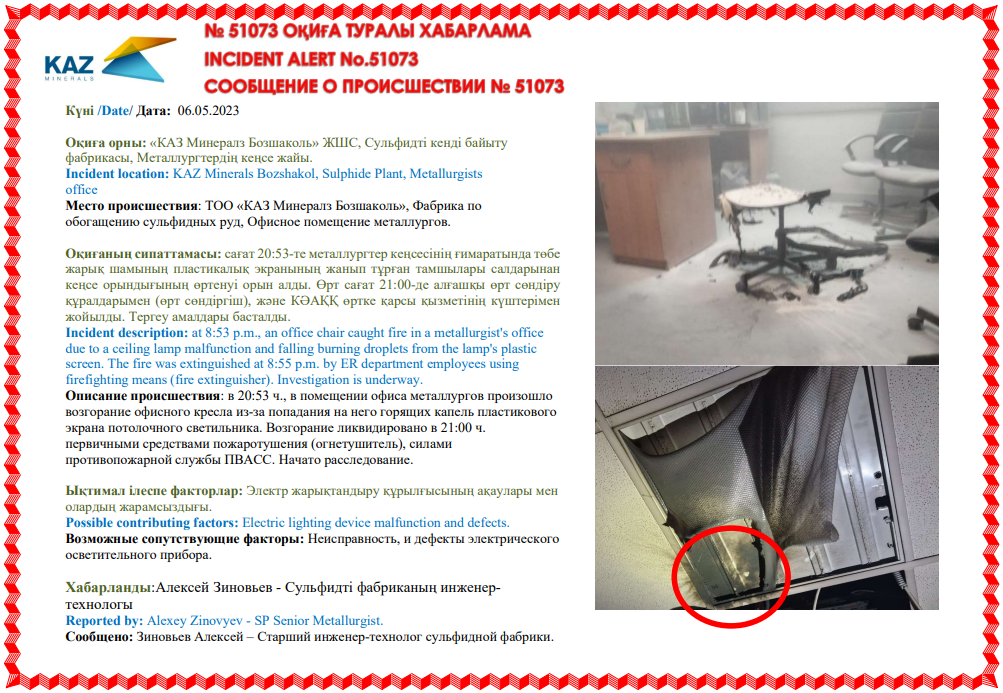 № 51073 ОҚИҒА ТУРАЛЫ ХАБАРЛАМА
INCIDENT ALERT No.51073
СООБЩЕНИЕ О ПРОИСШЕСТВИИ № 51073
KAZ
MINERALS
Күні /Date/ Дата: 06.05.2023
Оқиға орны: «КАЗ Минералз Бозшаколь» ЖШС, Сульфидті кенді байыту
фабрикасы, Металлургтердің кеңсе жайы.
Incident location: KAZ Minerals Bozshakol, Sulphide Plant, Metallurgists
office
Место происшествия: ТОО «КАЗ Минералз Бозшаколь», Фабрика по
обогащению сульфидных руд, Офисное помещение металлургов.
Оқиғаның сипаттамасы: сағат 20:53-те металлургтер кеңсесінің ғимаратында төбе
жарық шамының пластикалық экранының жанып тұрған тамшылары салдарынан
кеңсе орындығының өртенуі орын алды. Өрт сағат 21:00-де алғашқы өрт сөндіру
құралдарымен (өрт сөндіргіш), және КӘАҚҚ өртке қарсы қызметінің күштерімен
жойылды. Тергеу амалдары басталды.
Incident description: at 8:53 p.m., an office chair caught fire in a metallurgist's office
due to a ceiling lamp malfunction and falling burning droplets from the lamp's plastic
screen. The fire was extinguished at 8:55 p.m. by ER department employees using
firefighting means (fire extinguisher). Investigation is underway.
Описание происшествия: в 20:53 ч., в помещении офиса металлургов произошло
возгорание офисного кресла из-за попадания на него горящих капель пластикового
экрана потолочного светильника. Возгорание ликвидировано в 21:00 ч.
первичными средствами пожаротушения (огнетушитель), силами
противопожарной службы ПВАСС. Начато расследование.
Ықтимал ілеспе факторлар: Электр жарықтандыру құрылғысының ақаулары мен
олардың жарамсыздығы.
Possible contributing factors: Electric lighting device malfunction and defects.
Возможные сопутствующие факторы: Неисправность, и дефекты электрического
осветительного прибора.
Хабарланды:Алексей Зиновьев - Сульфидті фабриканың инженер-
технологы
Reported by: Alexey Zinovyev - SP Senior Metallurgist.
Сообщено: Зиновьев Алексей – Старший инженер-технолог сульфидной фабрики.